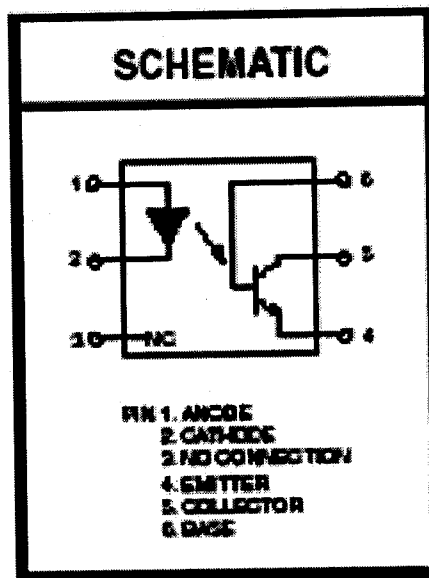 SCHEMATIC
1 6
2 5
3 NC 4
PIN 1. ANODE
2. CATHODE
3. NO CONNECTION
4. EMITTER
5. COLLECTOR
6. BASE